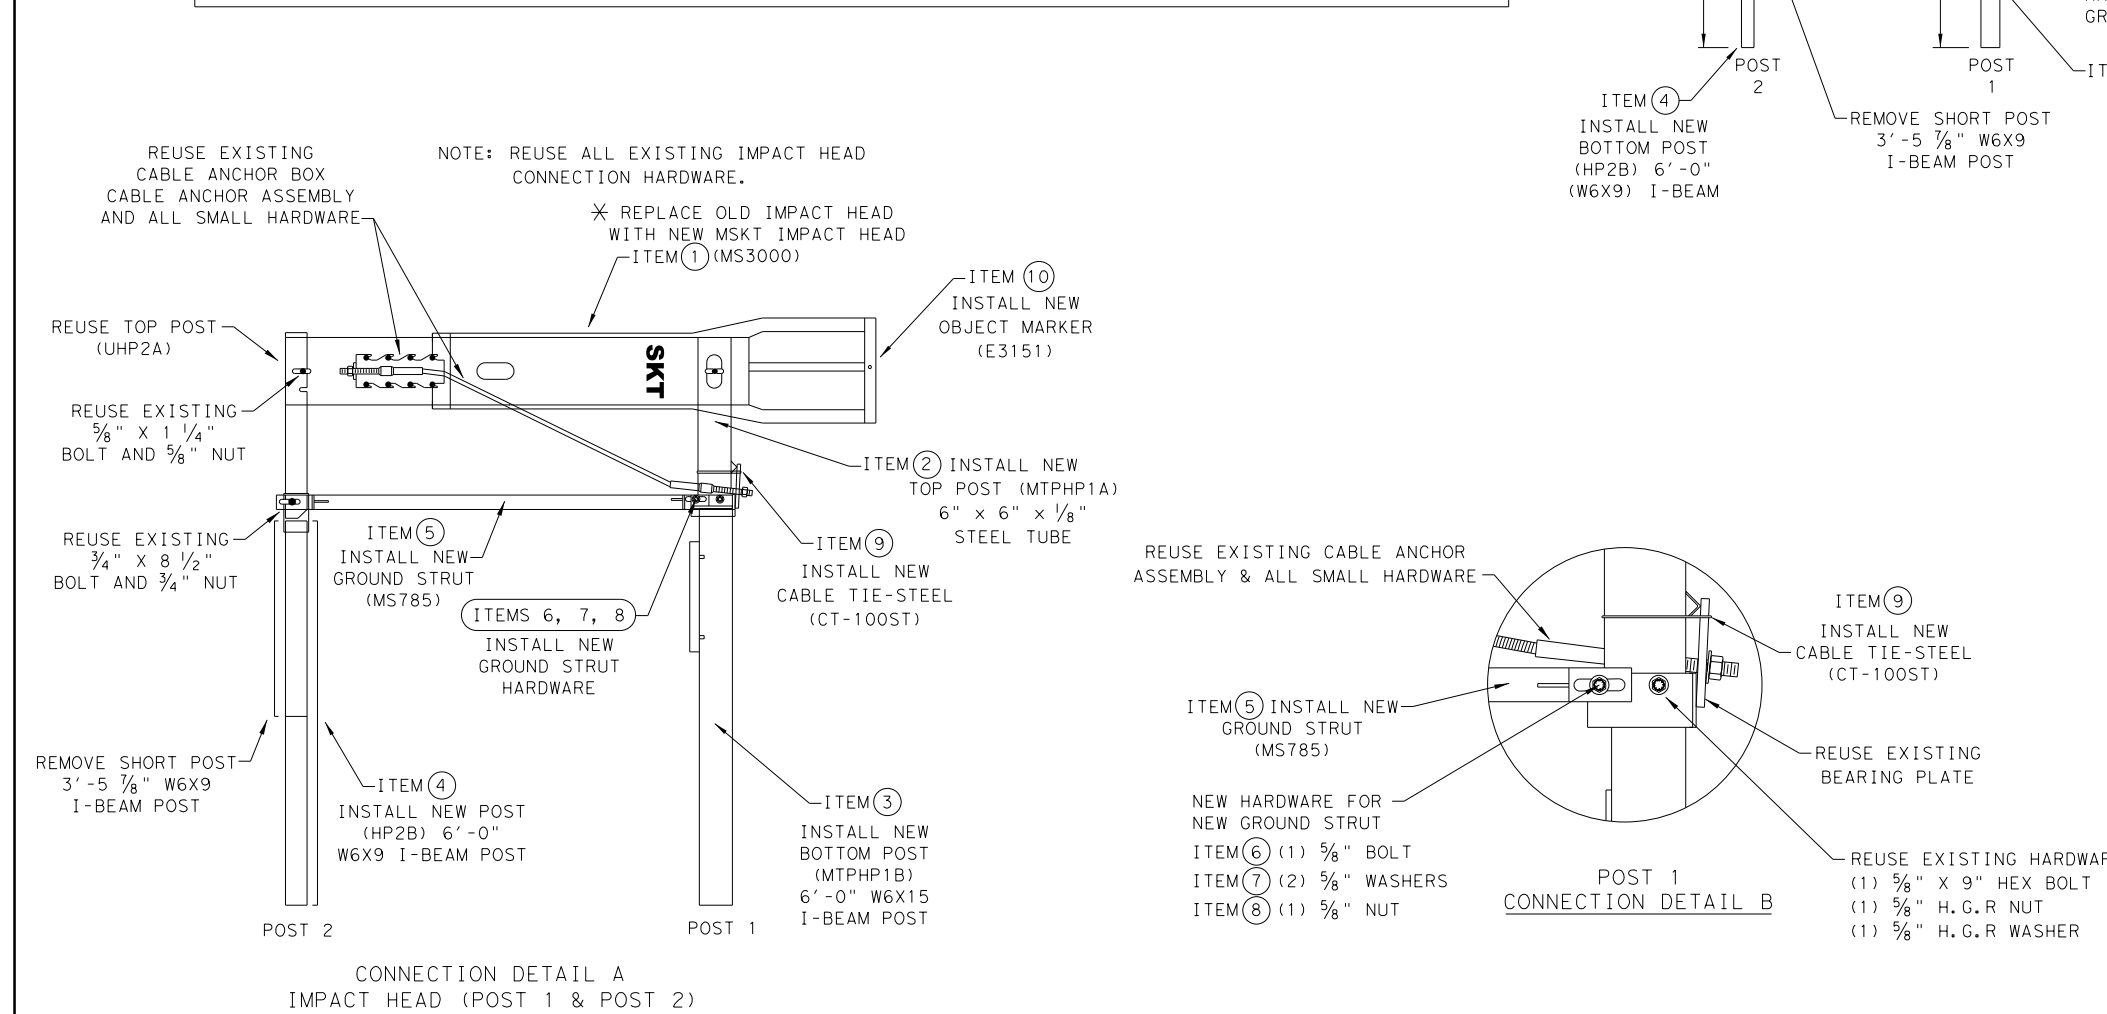 POST
2
POST
1
GR
ITEM 4
INSTALL NEW
BOTTOM POST
(HP2B) 6'-0"
(W6X9) I-BEAM
REMOVE SHORT POST
3'-5 7/8" W6X9
I-BEAM POST
REUSE EXISTING
CABLE ANCHOR BOX
CABLE ANCHOR ASSEMBLY
AND ALL SMALL HARDWARE
NOTE: REUSE ALL EXISTING IMPACT HEAD
CONNECTION HARDWARE.
* REPLACE OLD IMPACT HEAD
WITH NEW MSKT IMPACT HEAD
ITEM 1 (MS3000)
ITEM 10
INSTALL NEW
OBJECT MARKER
(E3151)
REUSE TOP POST
(UHP2A)
SKT
REUSE EXISTING
5/8" X 1 1/4"
BOLT AND 5/8" NUT
ITEM 2 INSTALL NEW
TOP POST (MTPHP1A)
6" x 6" x 1/8"
STEEL TUBE
REUSE EXISTING
3/4" X 8 1/2"
BOLT AND 3/4" NUT
ITEM 5
INSTALL NEW
GROUND STRUT
(MS785)
ITEMS 6, 7, 8
INSTALL NEW
GROUND STRUT
HARDWARE
ITEM 9
INSTALL NEW
CABLE TIE-STEEL
(CT-100ST)
REMOVE SHORT POST
3'-5 7/8" W6X9
I-BEAM POST
ITEM 4
INSTALL NEW POST
(HP2B) 6'-0"
W6X9 I-BEAM POST
ITEM 3
INSTALL NEW
BOTTOM POST
(MTPHP1B)
6'-0" W6X15
I-BEAM POST
POST 2
POST 1
CONNECTION DETAIL A
IMPACT HEAD (POST 1 & POST 2)
REUSE EXISTING CABLE ANCHOR
ASSEMBLY & ALL SMALL HARDWARE
ITEM 9
INSTALL NEW
CABLE TIE-STEEL
(CT-100ST)
ITEM 5 INSTALL NEW
GROUND STRUT
(MS785)
REUSE EXISTING
BEARING PLATE
NEW HARDWARE FOR
NEW GROUND STRUT
ITEM 6 (1) 5/8" BOLT
ITEM 7 (2) 5/8" WASHERS
ITEM 8 (1) 5/8" NUT
POST 1
CONNECTION DETAIL B
REUSE EXISTING HARDWAR
(1) 5/8" X 9" HEX BOLT
(1) 5/8" H.G.R NUT
(1) 5/8" H.G.R WASHER